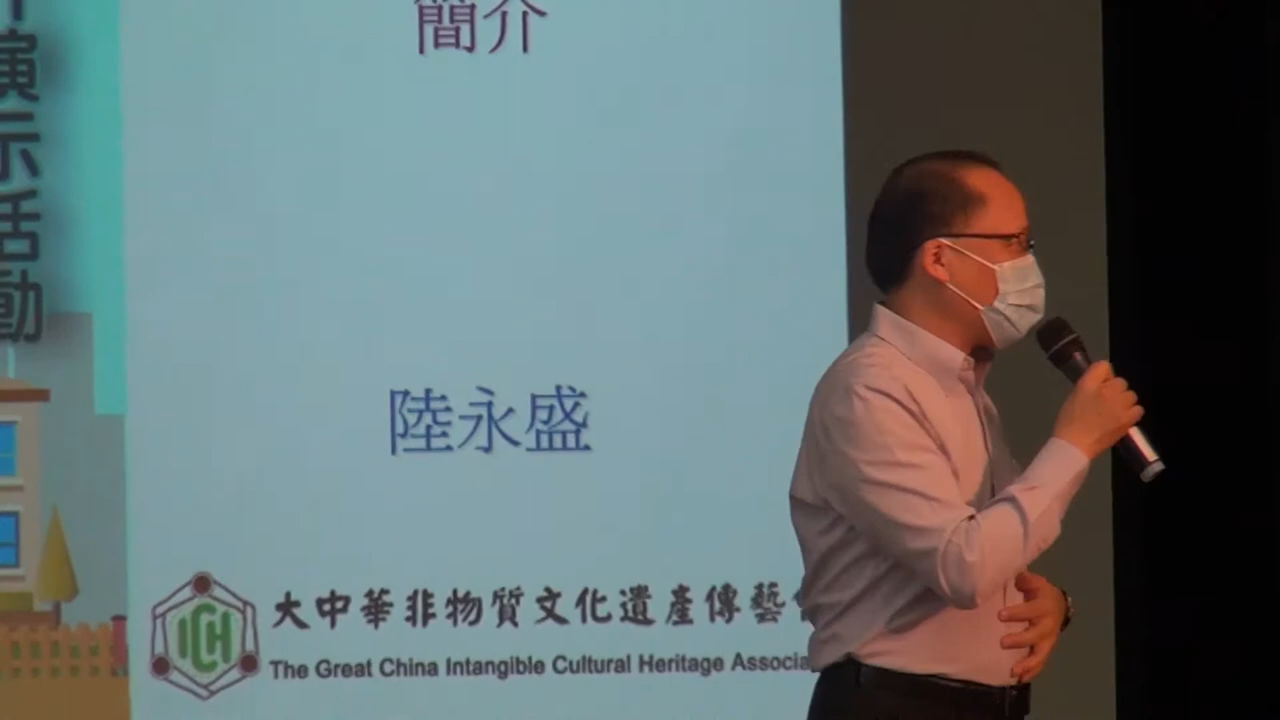 演示活動
簡介
陸永盛
ICH
大中華非物質文化遺產傳藝
The Great China Intangible Cultural Heritage